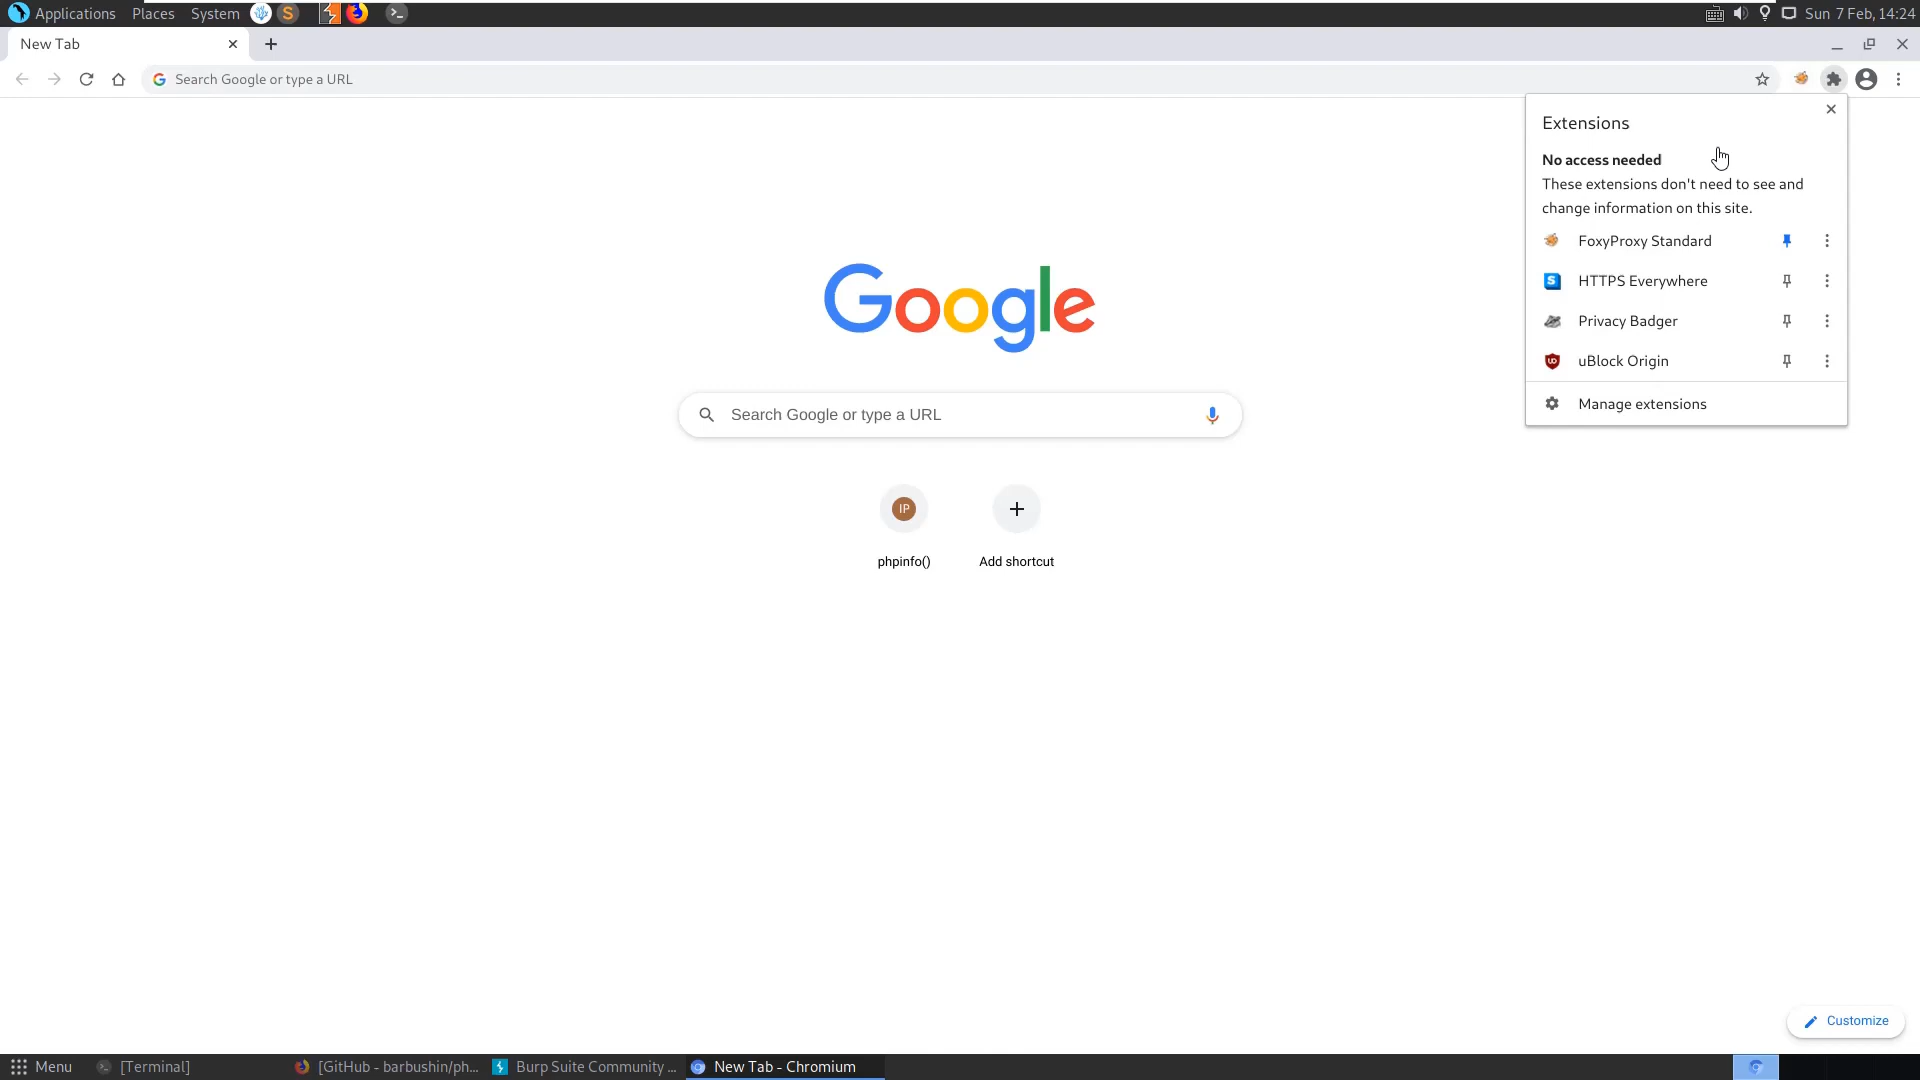 Applications Places System S Sun 7 Feb, 14:24
New Tab
Search Google or type a URL
Extensions
No access needed
These extensions don't need to see and
change information on this site.
FoxyProxy Standard
HTTPS Everywhere
Privacy Badger
uBlock Origin
Manage extensions
Google
Search Google or type a URL
IP
phpinfo()
Add shortcut
Customize
Menu [Terminal] [GitHub - barbushin/ph... Burp Suite Community ... New Tab - Chromium